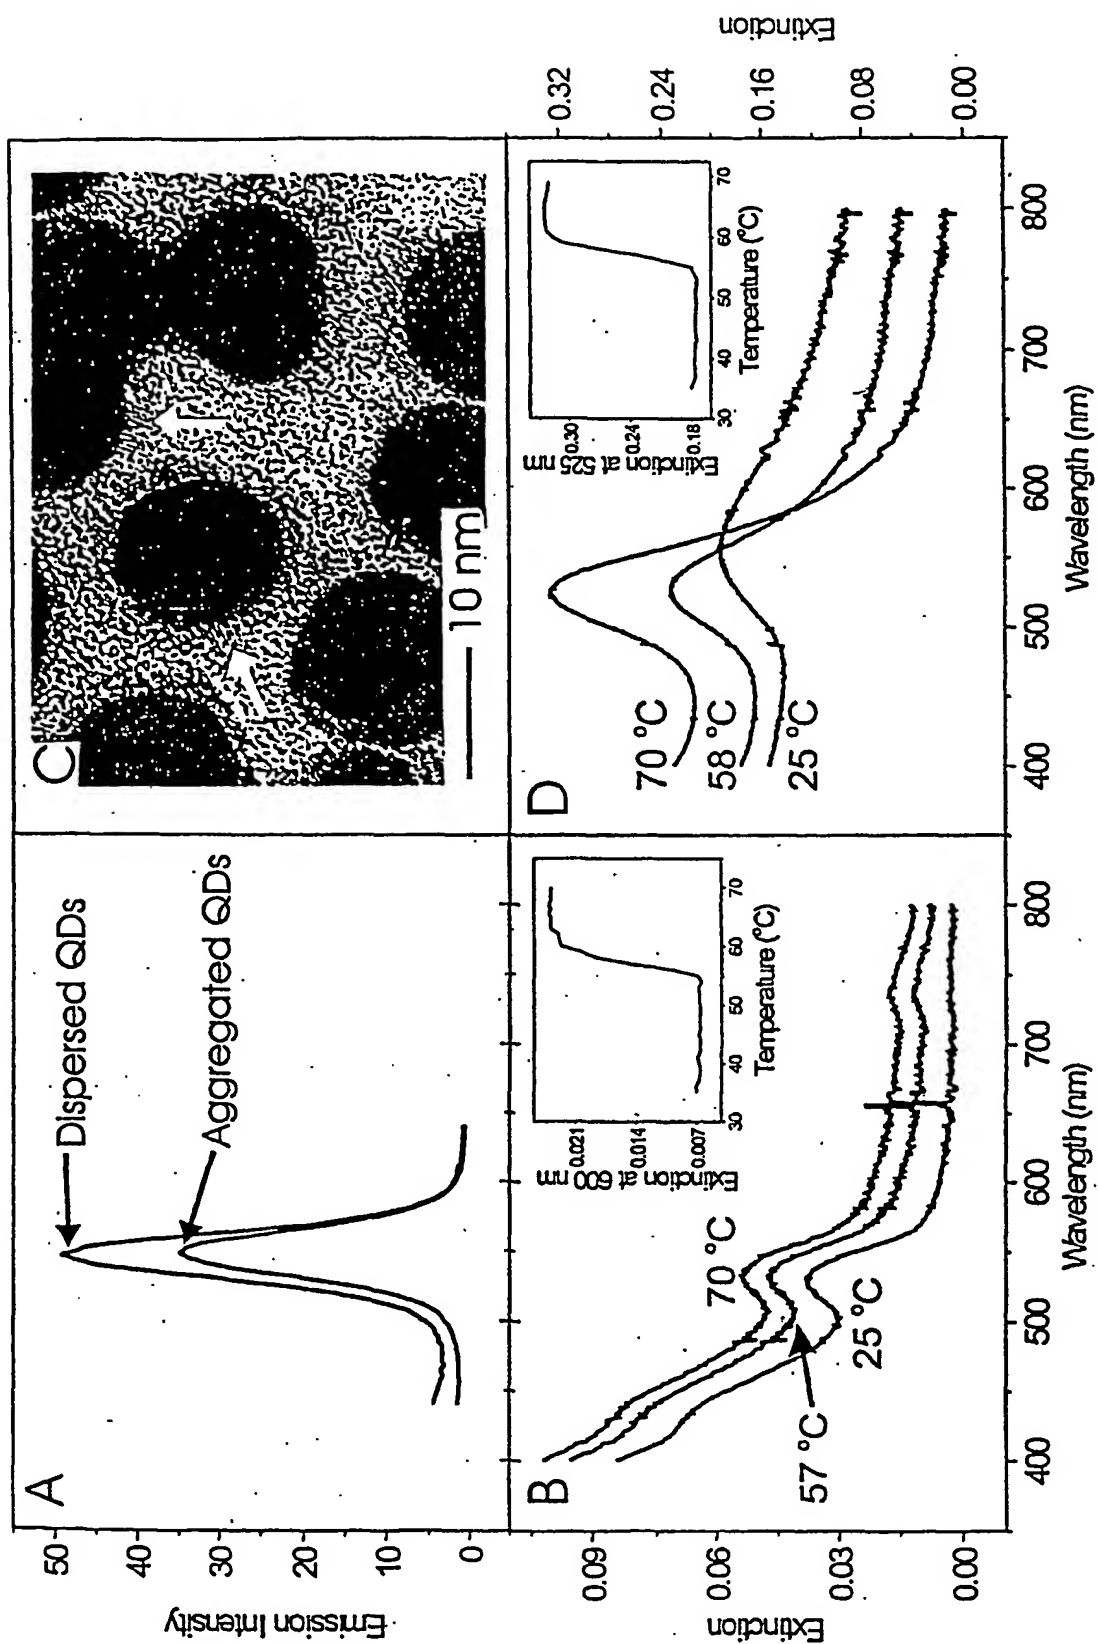 A
Emission Intensity
50
40
30
20
10
0
Dispersed QDs
Aggregated QDs
C
10 nm
B
Extinction
0.09
0.06
0.03
0.00
70 °C
57 °C
25 °C
Extinction at 600 nm
0.021
0.014
0.007
30
40
50
60
70
Temperature (°C)
400
500
600
700
800
Wavelength (nm)
D
70 °C
58 °C
25 °C
Extinction at 525 nm
0.30
0.24
0.18
30
40
50
60
70
Temperature (°C)
400
500
600
700
800
Wavelength (nm)
0.32
0.24
0.16
0.08
0.00
Extinction